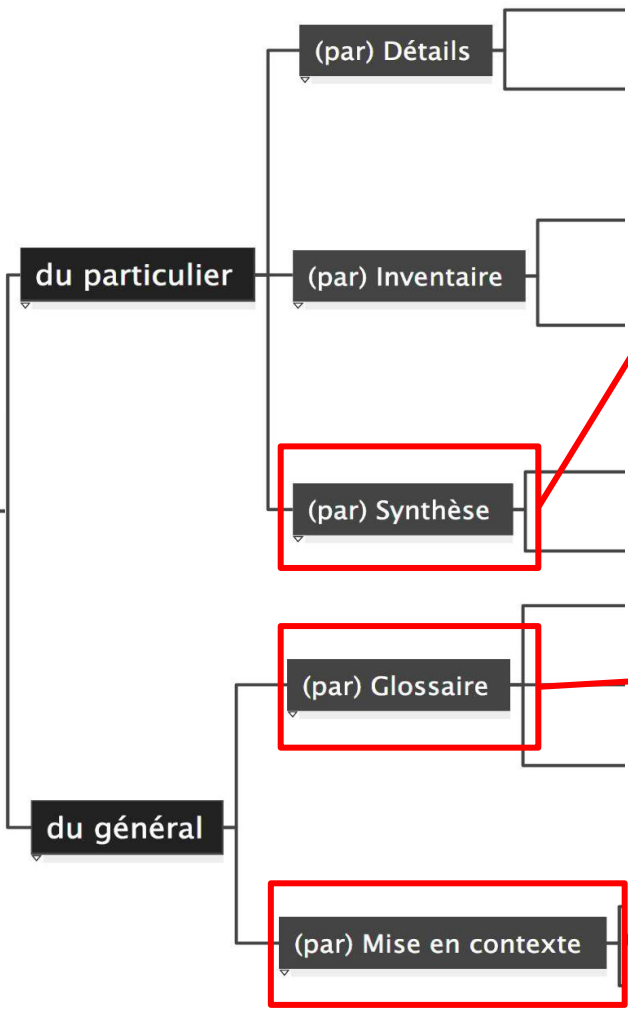 (par) Détails
du particulier
(par) Inventaire
(par) Synthèse
(par) Glossaire
du général
(par) Mise en contexte